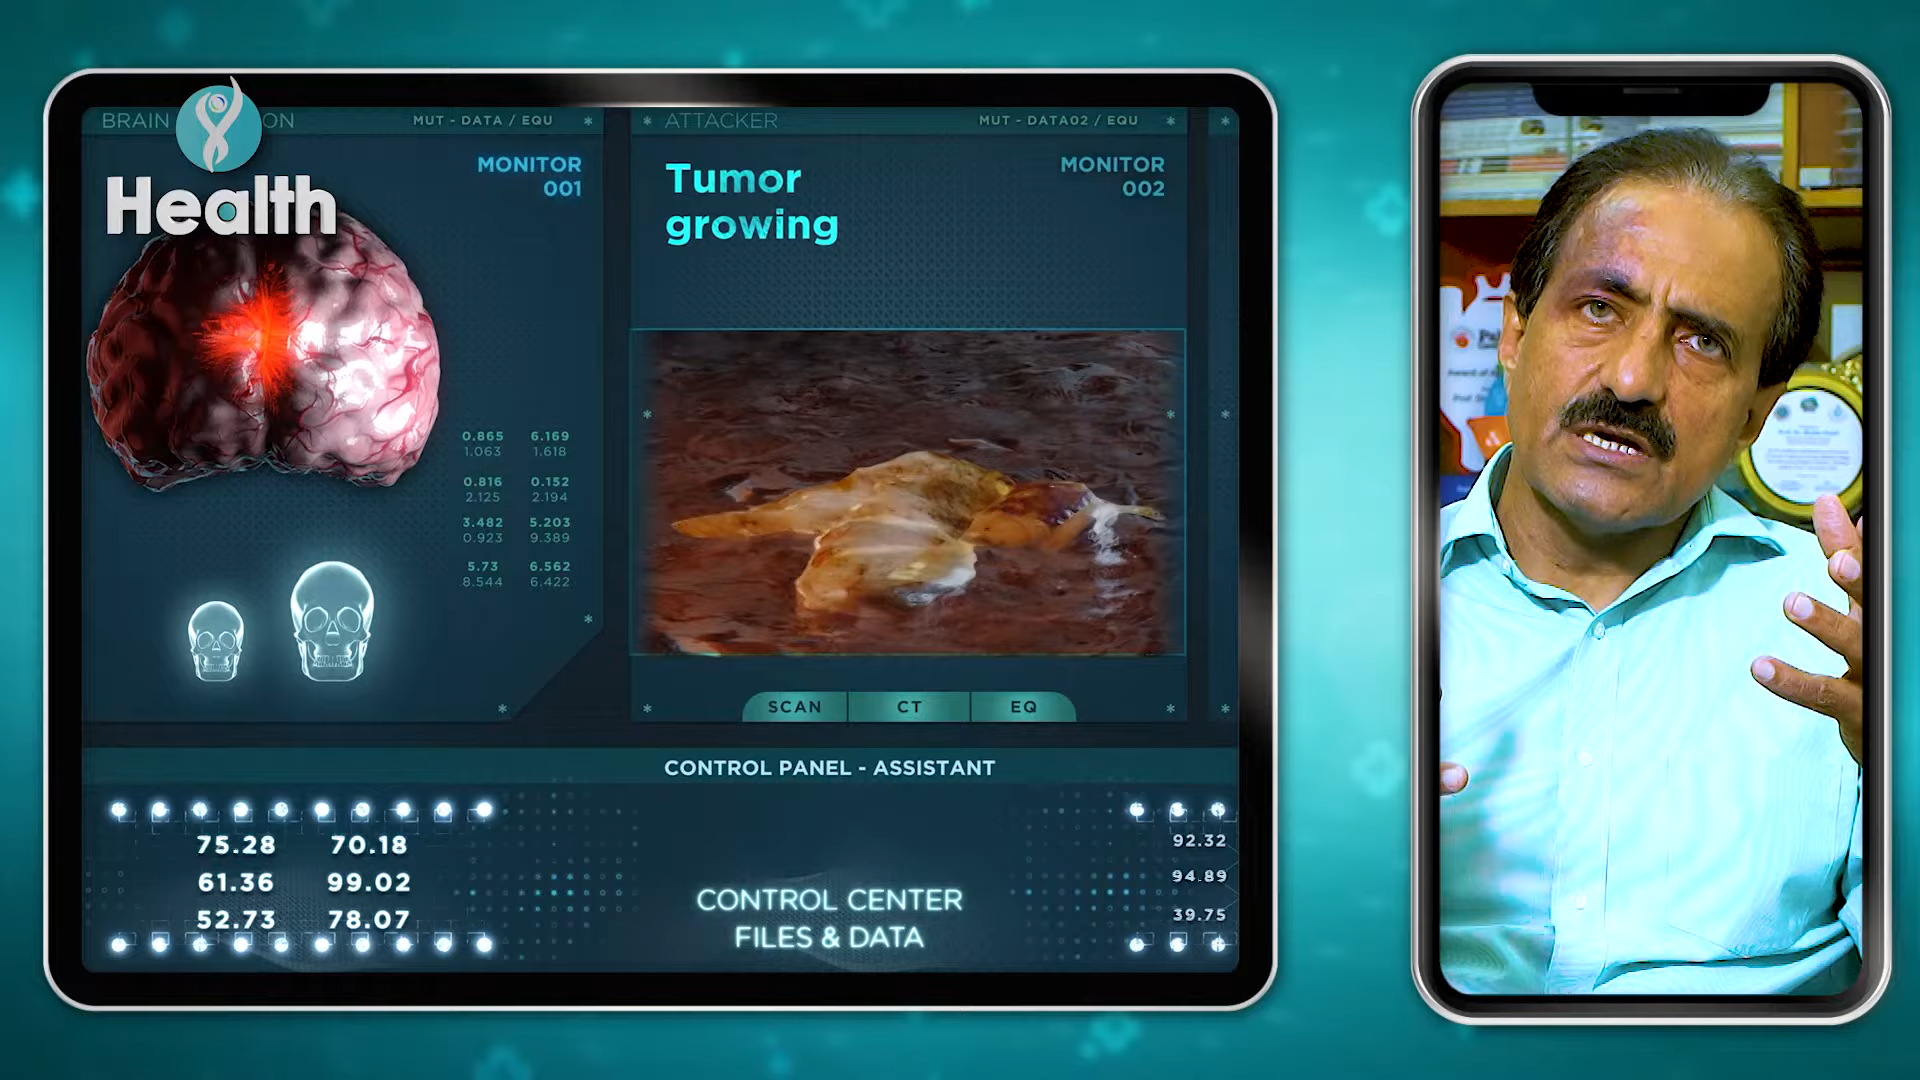 BRAIN
ON
MUT - DATA / EQU
Health
MONITOR
001
0.865 6.169
1.063 1.618
0.816 0.152
2.125 2.194
3.482 5.203
0.923 9.389
5.73 6.562
8.544 6.422
ATTACKER
MUT - DATA02 / EQU
Tumor
growing
MONITOR
002
SCAN CT EQ
CONTROL PANEL - ASSISTANT
75.28 70.18
61.36 99.02
52.73 78.07
CONTROL CENTER
FILES & DATA
92.32
94.89
39.75